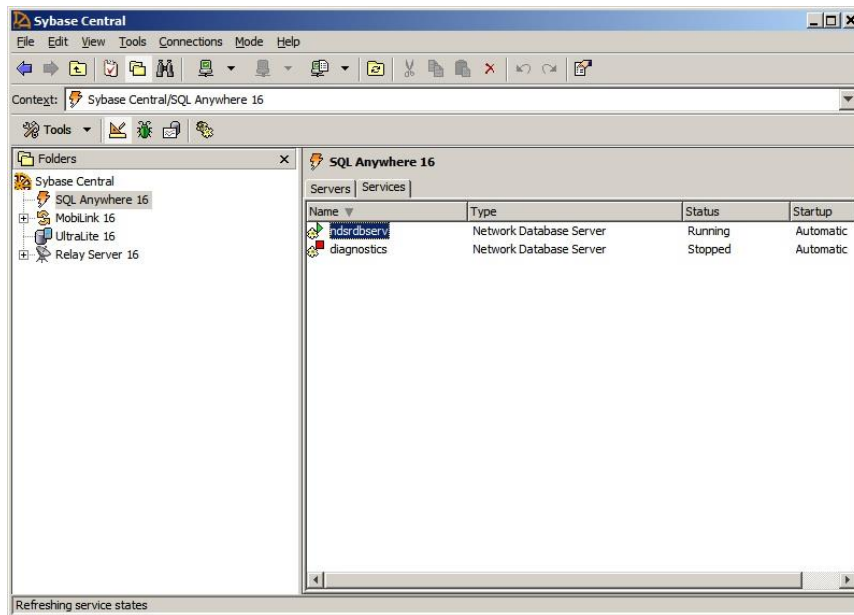 Sybase Central
File Edit View Tools Connections Mode Help
Context: Sybase Central/SQL Anywhere 16
Tools
Folders
Sybase Central
SQL Anywhere 16
MobiLink 16
UltraLite 16
Relay Server 16
SQL Anywhere 16
Servers Services
Name Type Status Startup
ndsrdbserv Network Database Server Running Automatic
diagnostics Network Database Server Stopped Automatic
Refreshing service states